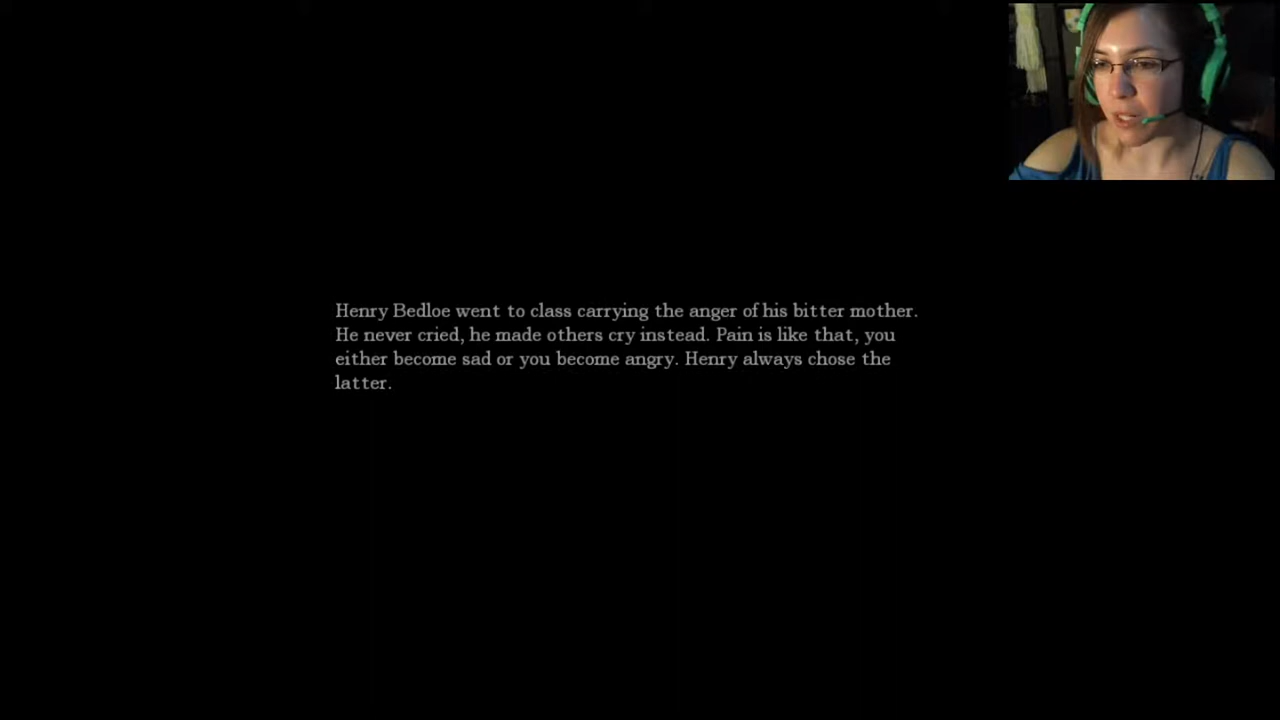 Henry Bedloe went to class carrying the anger of his bitter mother.
He never cried, he made others cry instead. Pain is like that, you
either become sad or you become angry. Henry always chose the
latter.